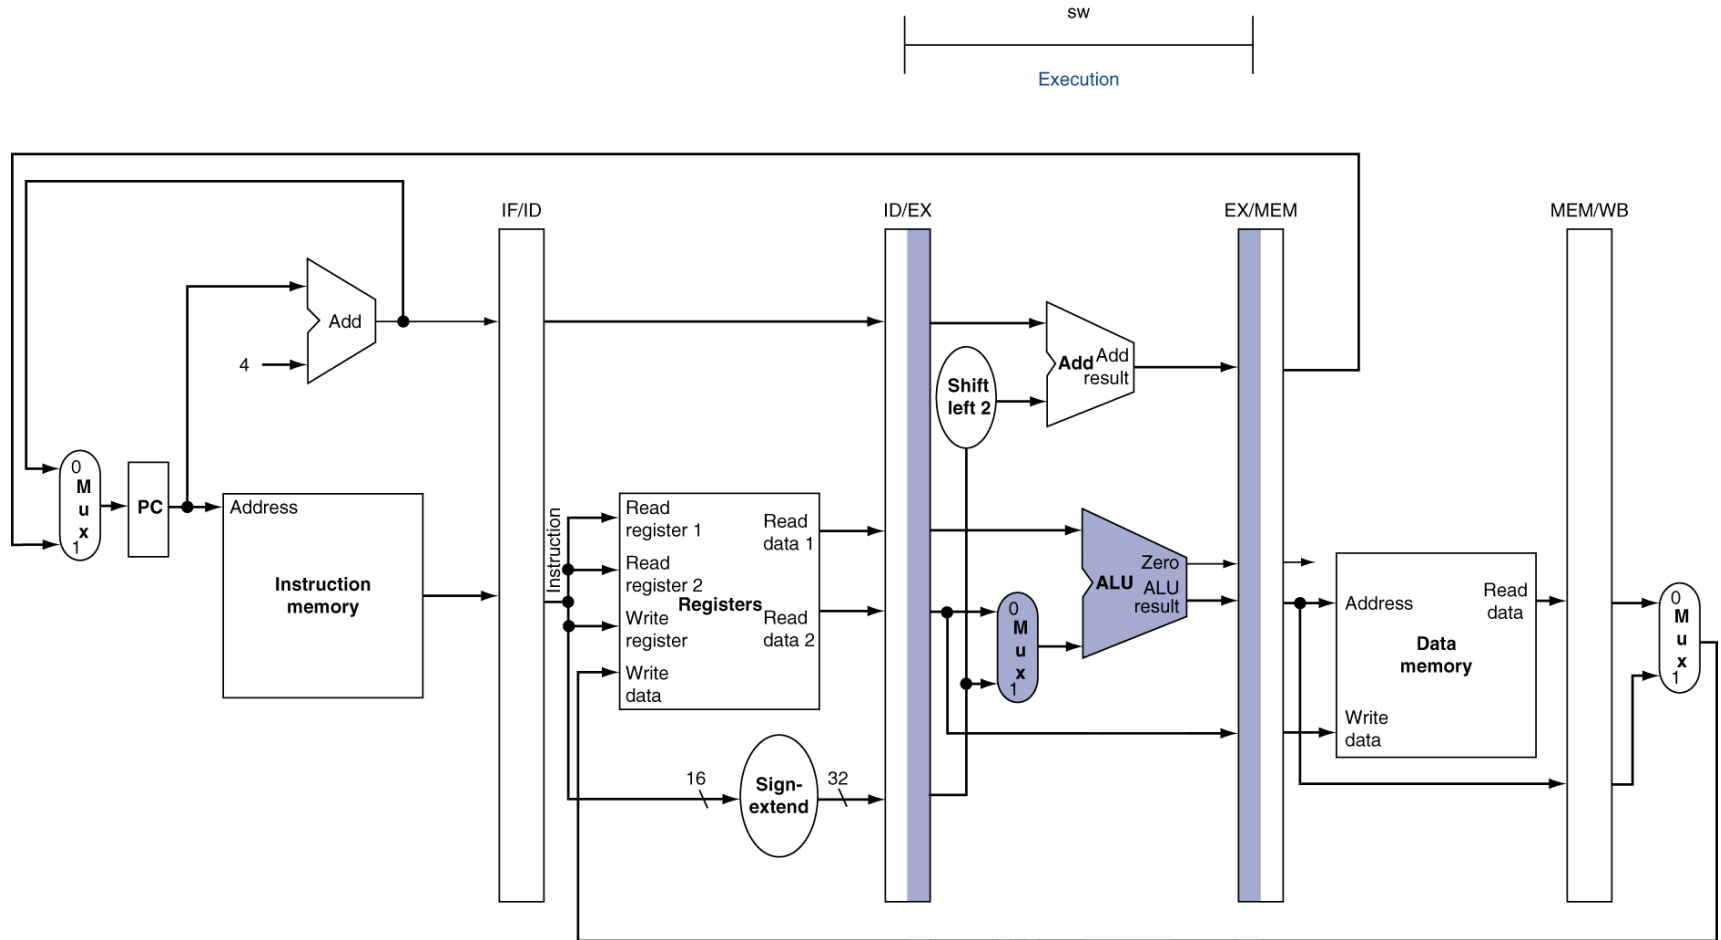 sw
Execution
IF/ID
ID/EX
EX/MEM
MEM/WB
Add
4
Add
Add
result
Shift
left 2
0
M
u
x
1
PC
Address
Instruction
memory
Instruction
Read
register 1
Read
register 2
Write
register
Write
data
Registers
Read
data 1
Read
data 2
16
Sign-
extend
32
0
M
u
x
1
ALU
Zero
ALU
result
Address
Read
data
Data
memory
Write
data
0
M
u
x
1